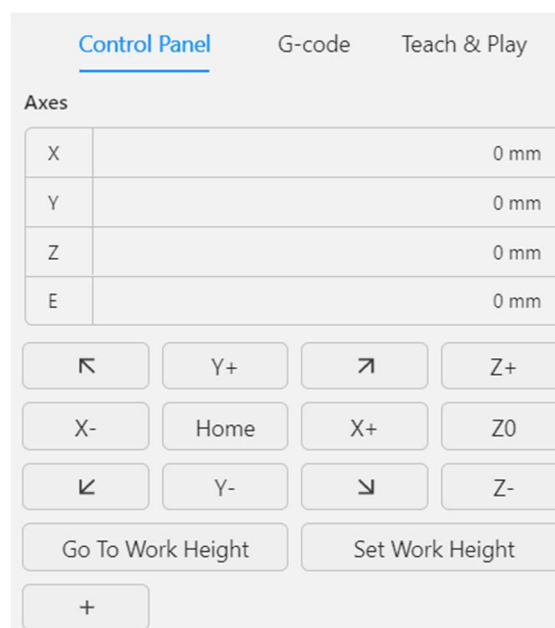 Control Panel G-code Teach & Play
Axes
X 0 mm
Y 0 mm
Z 0 mm
E 0 mm
↖ Y+ ↗ Z+
X- Home X+ Z0
↙ Y- ↘ Z-
Go To Work Height Set Work Height
+